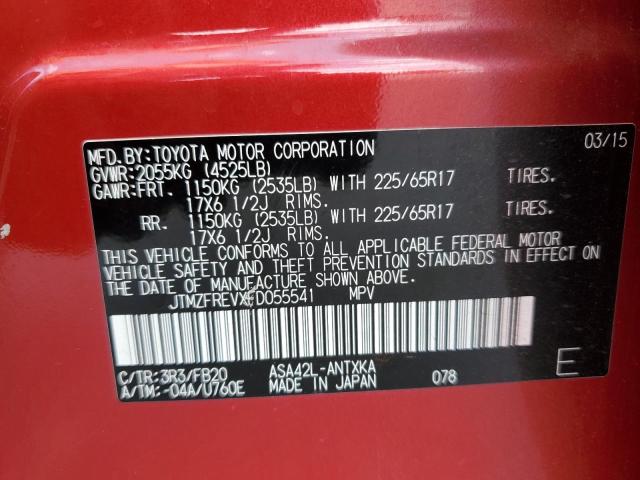 MFD.BY:TOYOTA MOTOR CORPORATION 03/15
GVWR:2055KG (4525LB)
GAWR:FRT. 1150KG (2535LB) WITH 225/65R17 TIRES.
17X6 1/2J RIMS.
RR. 1150KG (2535LB) WITH 225/65R17 TIRES.
17X6 1/2J RIMS.
THIS VEHICLE CONFORMS TO ALL APPLICABLE FEDERAL MOTOR
VEHICLE SAFETY AND THEFT PREVENTION STANDARDS IN EFFECT ON
THE DATE OF MANUFACTURE SHOWN ABOVE.
JTMZFREVXFD055541 MPV
C/TR:3R3/FB20 ASA42L-ANTXKA 078 E
A/TM:-04A/U760E MADE IN JAPAN